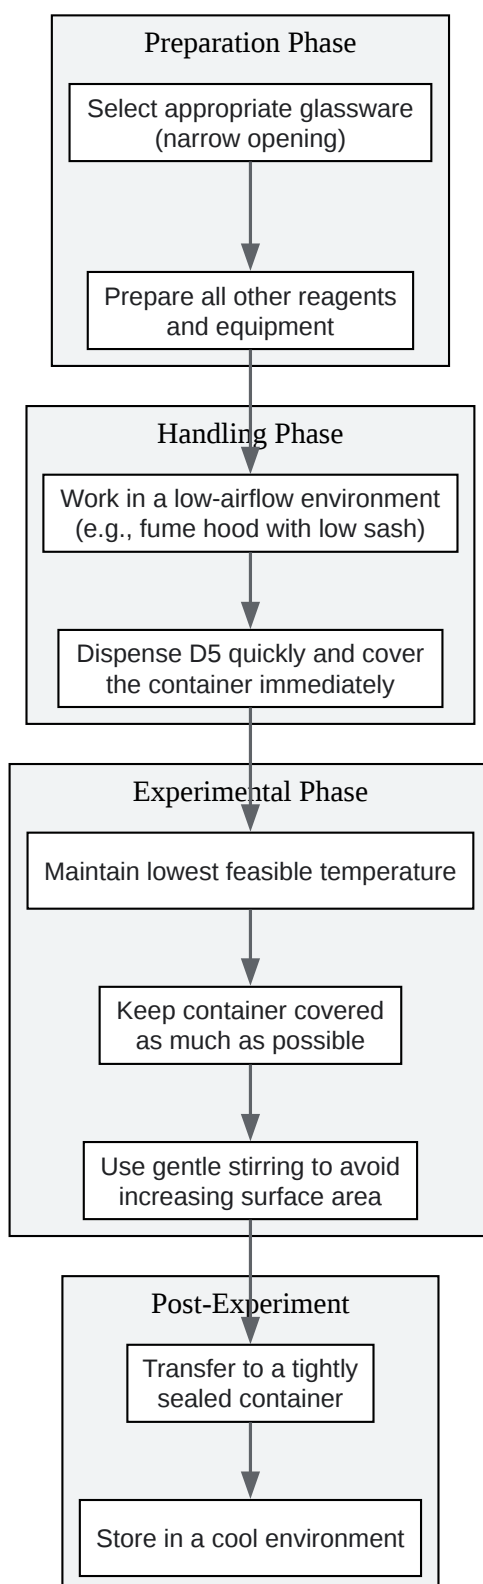 Preparation Phase
Select appropriate glassware
(narrow opening)
Prepare all other reagents
and equipment
Handling Phase
Work in a low-airflow environment
(e.g., fume hood with low sash)
Dispense D5 quickly and cover
the container immediately
Experimental Phase
Maintain lowest feasible temperature
Keep container covered
as much as possible
Use gentle stirring to avoid
increasing surface area
Post-Experiment
Transfer to a tightly
sealed container
Store in a cool environment